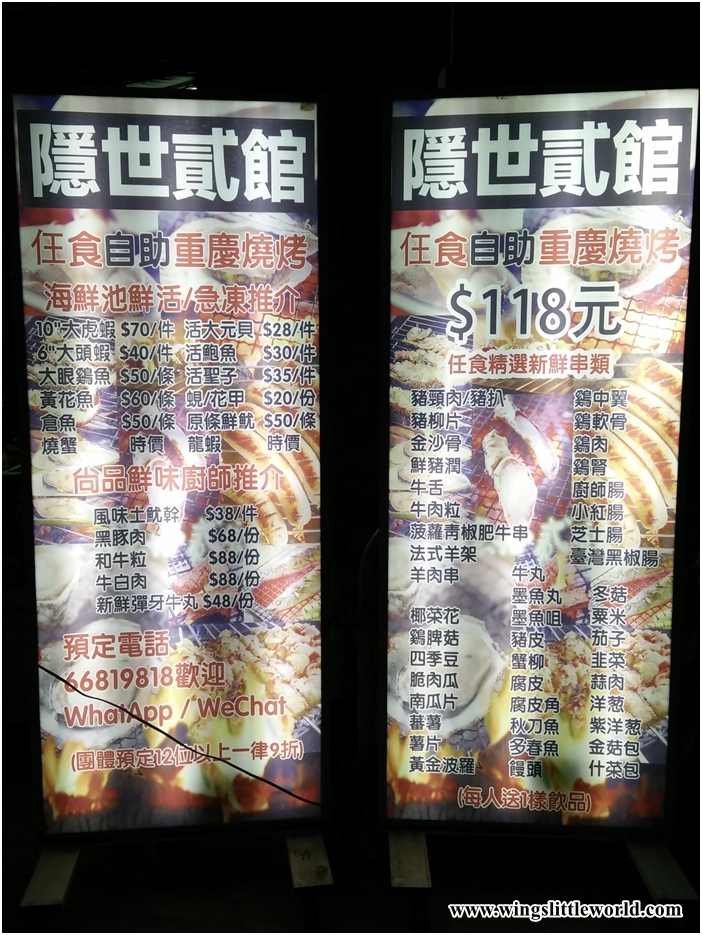 隱世貳館
任食自助重慶燒烤
海鮮池鮮活/急凍推介
10"大虎蝦 $70/件 活大元貝 $28/件
6"大頭蝦 $40/件 活鮑魚 $30/件
大眼鷄魚 $50/條 活聖子 $35/件
黃花魚 $60/條 蜆/花甲 $20/份
倉魚 $50/條 原條鮮魷 $50/條
燒蟹 時價 龍蝦 時價
尚品鮮味廚師推介
風味土魷幹 $38/件
黑豚肉 $68/份
和牛粒 $88/份
牛白肉 $88/份
新鮮彈牙牛丸 $48/份
預定電話
66819818歡迎
WhatApp / WeChat
(團體預定12位以上一律9折)
隱世貳館
任食自助重慶燒烤
$118元
任食精選新鮮串類
豬頸肉/豬扒 鷄中翼
豬柳片 鷄軟骨
金沙骨 鷄肉
鮮豬潤 鷄腎
牛舌 廚師腸
牛肉粒 小紅腸
菠蘿靑椒肥牛串 芝士腸
法式羊架 臺灣黑椒腸
羊肉串 牛丸
墨魚丸 冬菇
椰菜花 墨魚咀 粟米
鷄脾菇 豬皮 茄子
四季豆 蟹柳 韭菜
脆肉瓜 腐皮 蒜肉
南瓜片 腐皮角 洋葱
蕃薯 秋刀魚 紫洋葱
薯片 多春魚 金菇包
黃金波羅 饅頭 什菜包
(每人送1樣飲品)
www.wingslittleworld.com